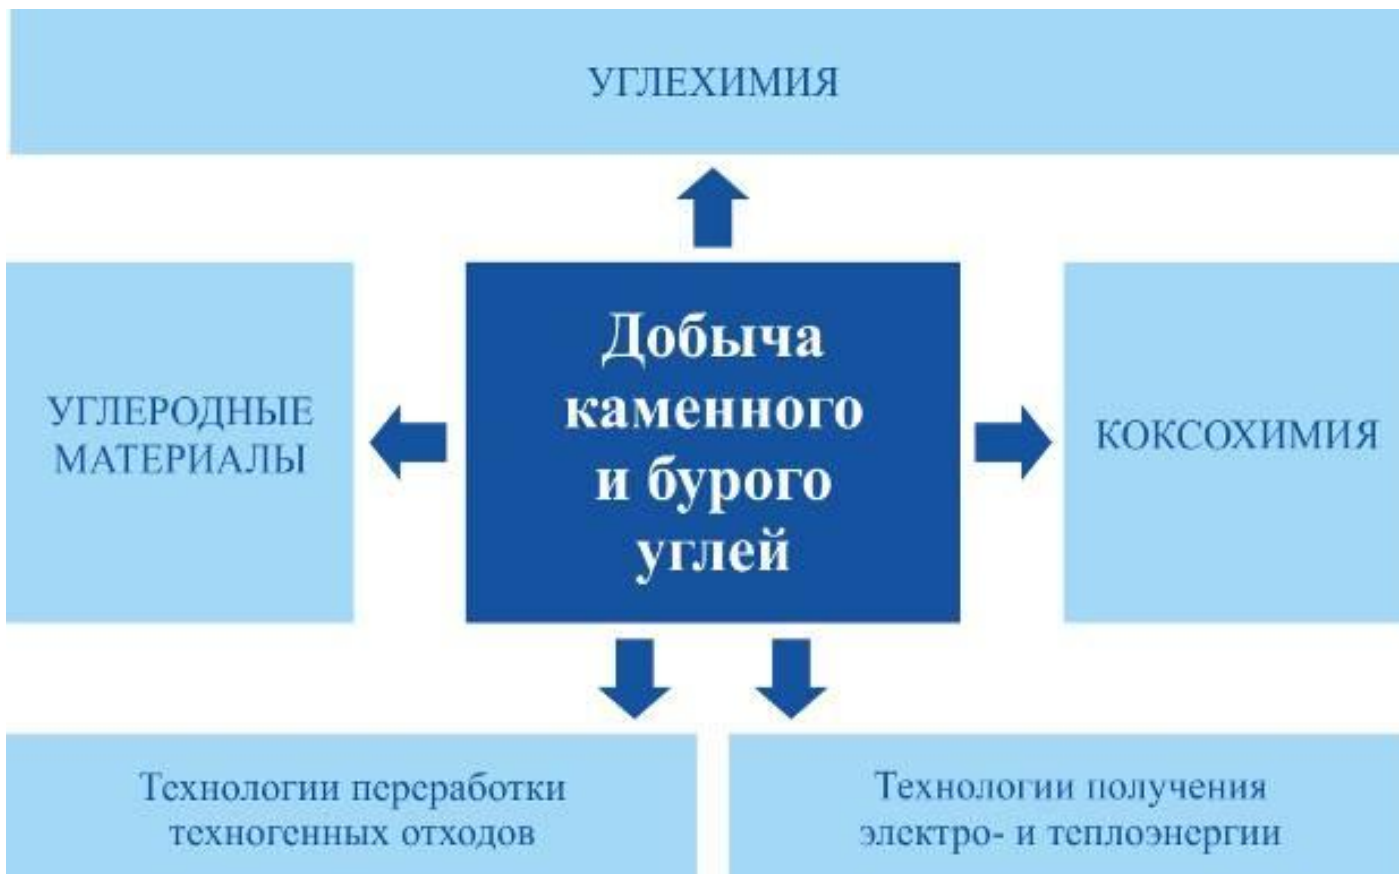 УГЛЕХИМИЯ
УГЛЕРОДНЫЕ
МАТЕРИАЛЫ
Добыча
каменного
и бурого
углей
КОКСОХИМИЯ
Технологии переработки
техногенных отходов
Технологии получения
электро- и теплоэнергии